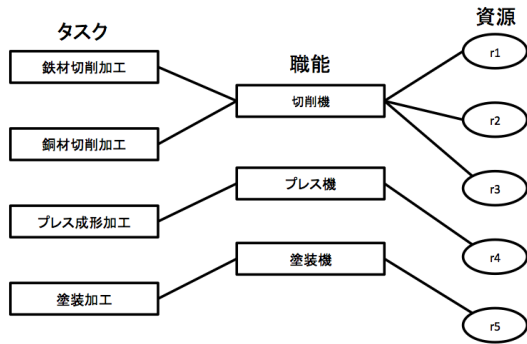 タスク
職能
資源
鉄材切削加工
銅材切削加工
プレス成形加工
塗装加工
切削機
プレス機
塗装機
r1
r2
r3
r4
r5